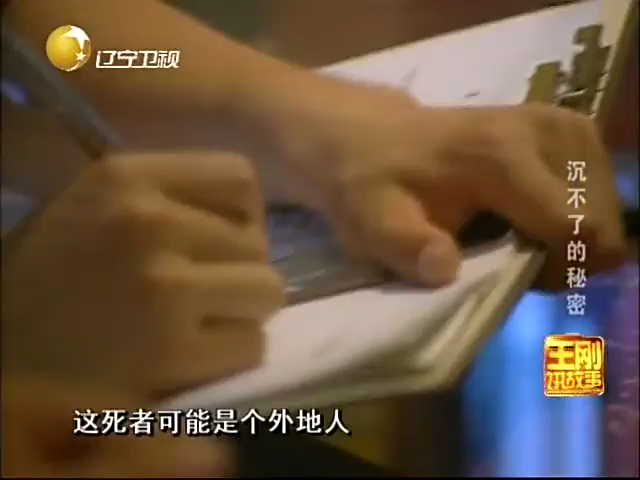 辽宁卫视
沉不了的秘密
王刚
讲故事
这死者可能是个外地人